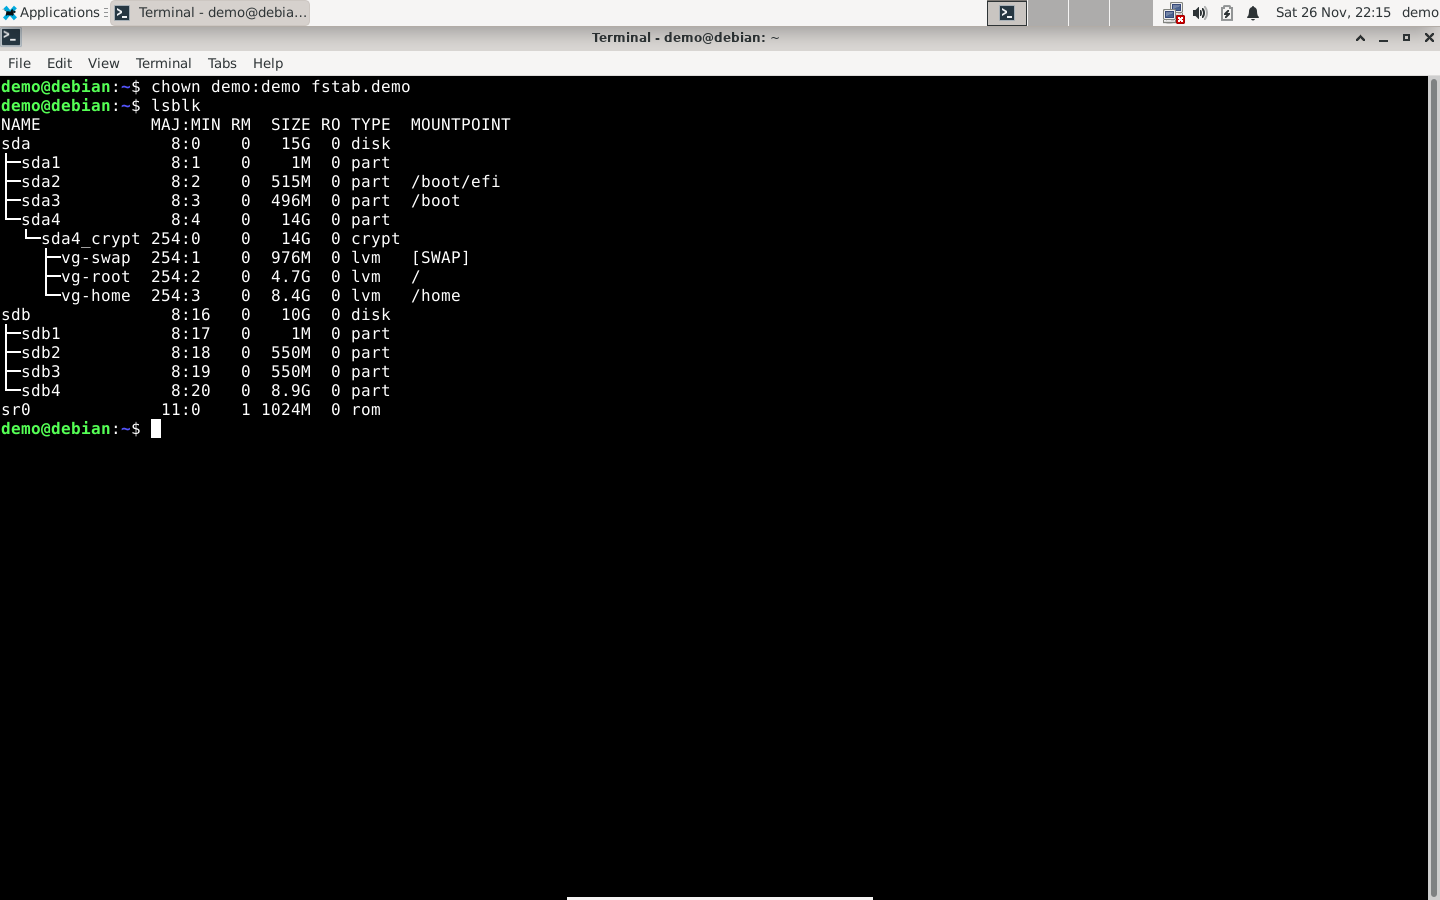 Applications Terminal - demo@debia... Sat 26 Nov, 22:15 demo
Terminal - demo@debian: ~
File Edit View Terminal Tabs Help
demo@debian:~$ chown demo:demo fstab.demo
demo@debian:~$ lsblk
NAME           MAJ:MIN RM  SIZE RO TYPE  MOUNTPOINT
sda              8:0    0   15G  0 disk
├─sda1           8:1    0    1M  0 part
├─sda2           8:2    0  515M  0 part  /boot/efi
├─sda3           8:3    0  496M  0 part  /boot
└─sda4           8:4    0   14G  0 part
  └─sda4_crypt 254:0    0   14G  0 crypt
    ├─vg-swap  254:1    0  976M  0 lvm   [SWAP]
    ├─vg-root  254:2    0  4.7G  0 lvm   /
    └─vg-home  254:3    0  8.4G  0 lvm   /home
sdb              8:16   0   10G  0 disk
├─sdb1           8:17   0    1M  0 part
├─sdb2           8:18   0  550M  0 part
├─sdb3           8:19   0  550M  0 part
└─sdb4           8:20   0  8.9G  0 part
sr0             11:0    1 1024M  0 rom
demo@debian:~$